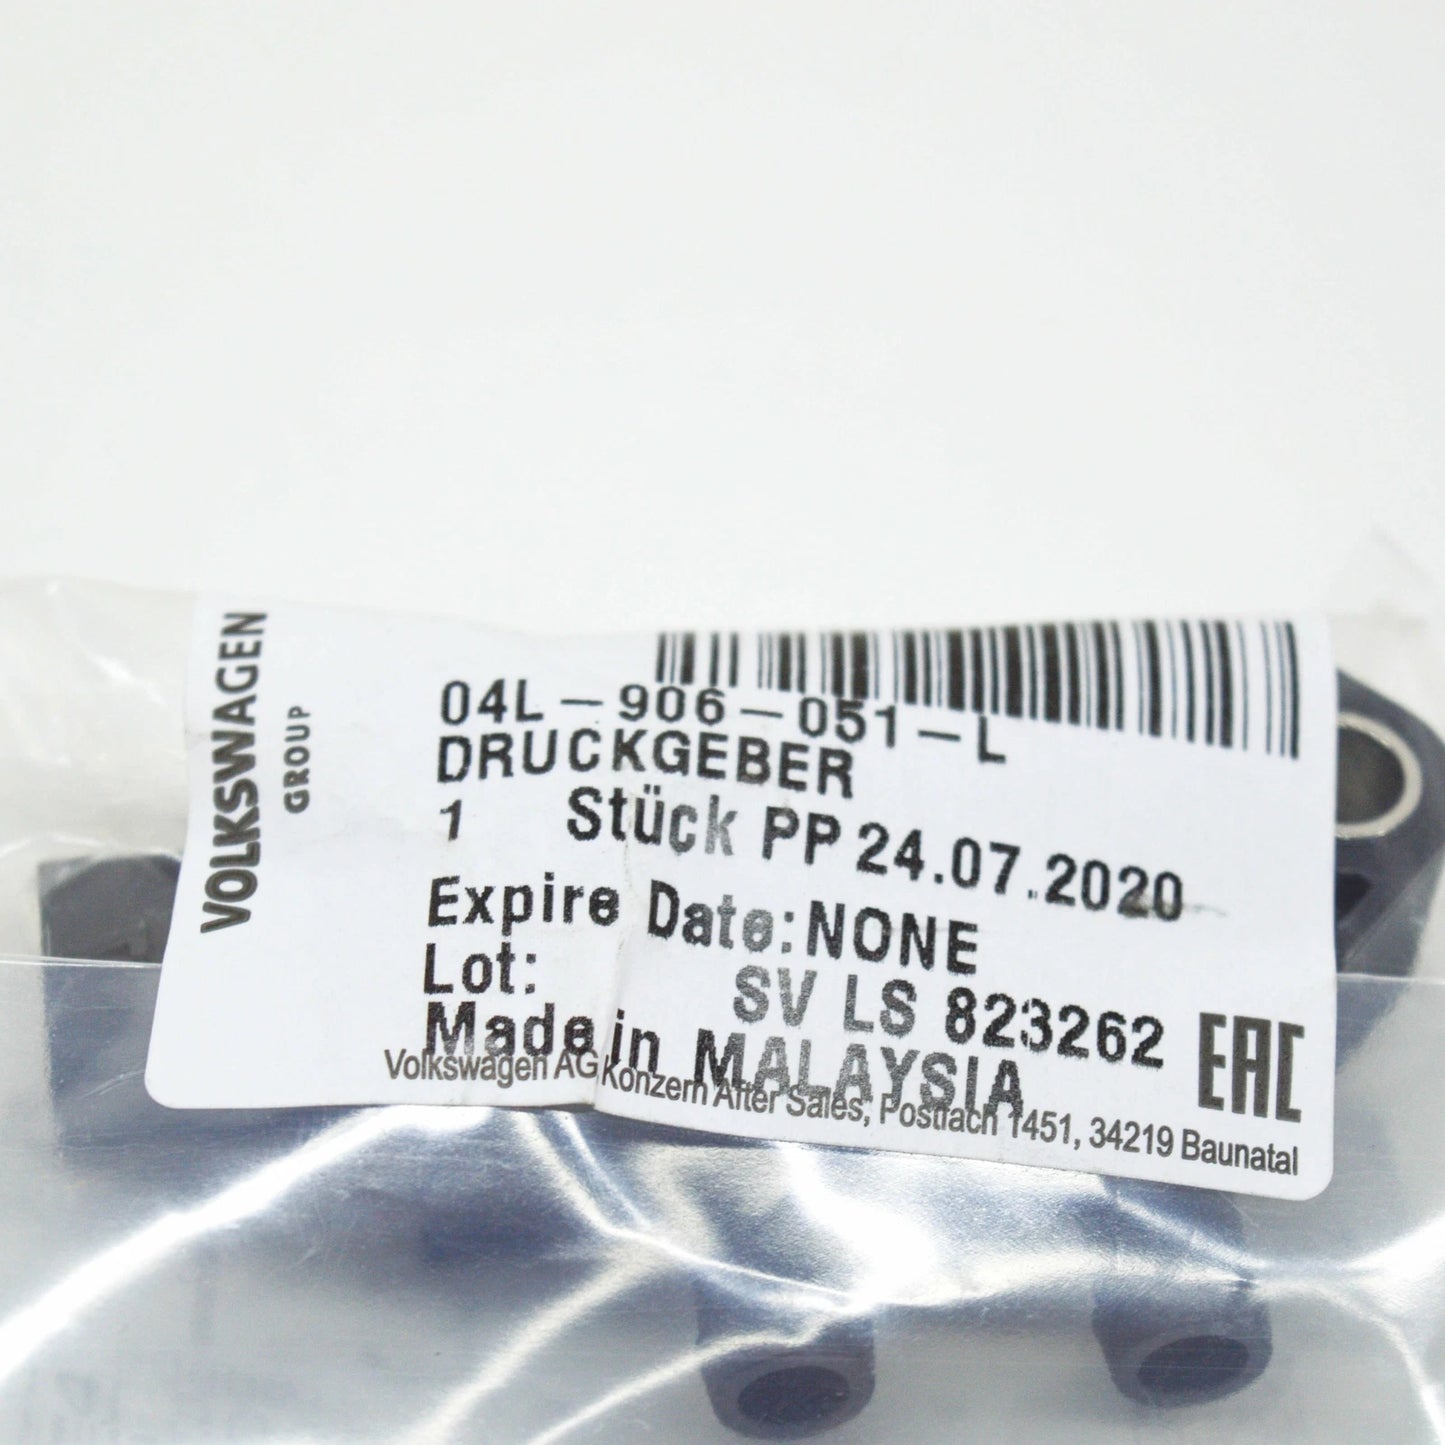 VOLKSWAGEN
GROUP
04L-906-051-L
DRUCKGEBER
1 Stück PP 24.07.2020
Expire Date:NONE
Lot: SV LS 823262
Made in MALAYSIA
EAC
Volkswagen AG Konzern After Sales, Postfach 1451, 34219 Baunatal